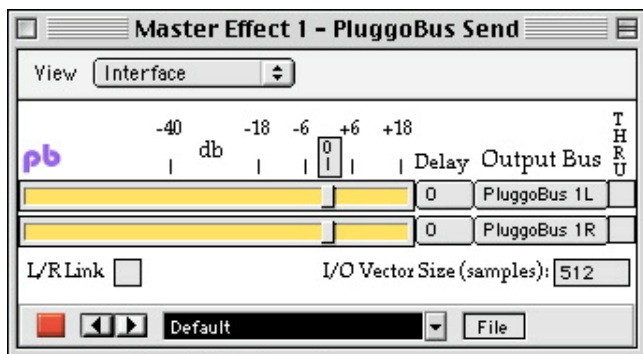 Master Effect 1 - PluggoBus Send
View Interface
-40 db -18 -6 0 +6 +18
pb
Delay Output Bus THRU
0 PluggoBus 1L
0 PluggoBus 1R
L/R Link I/O Vector Size (samples): 512
Default File